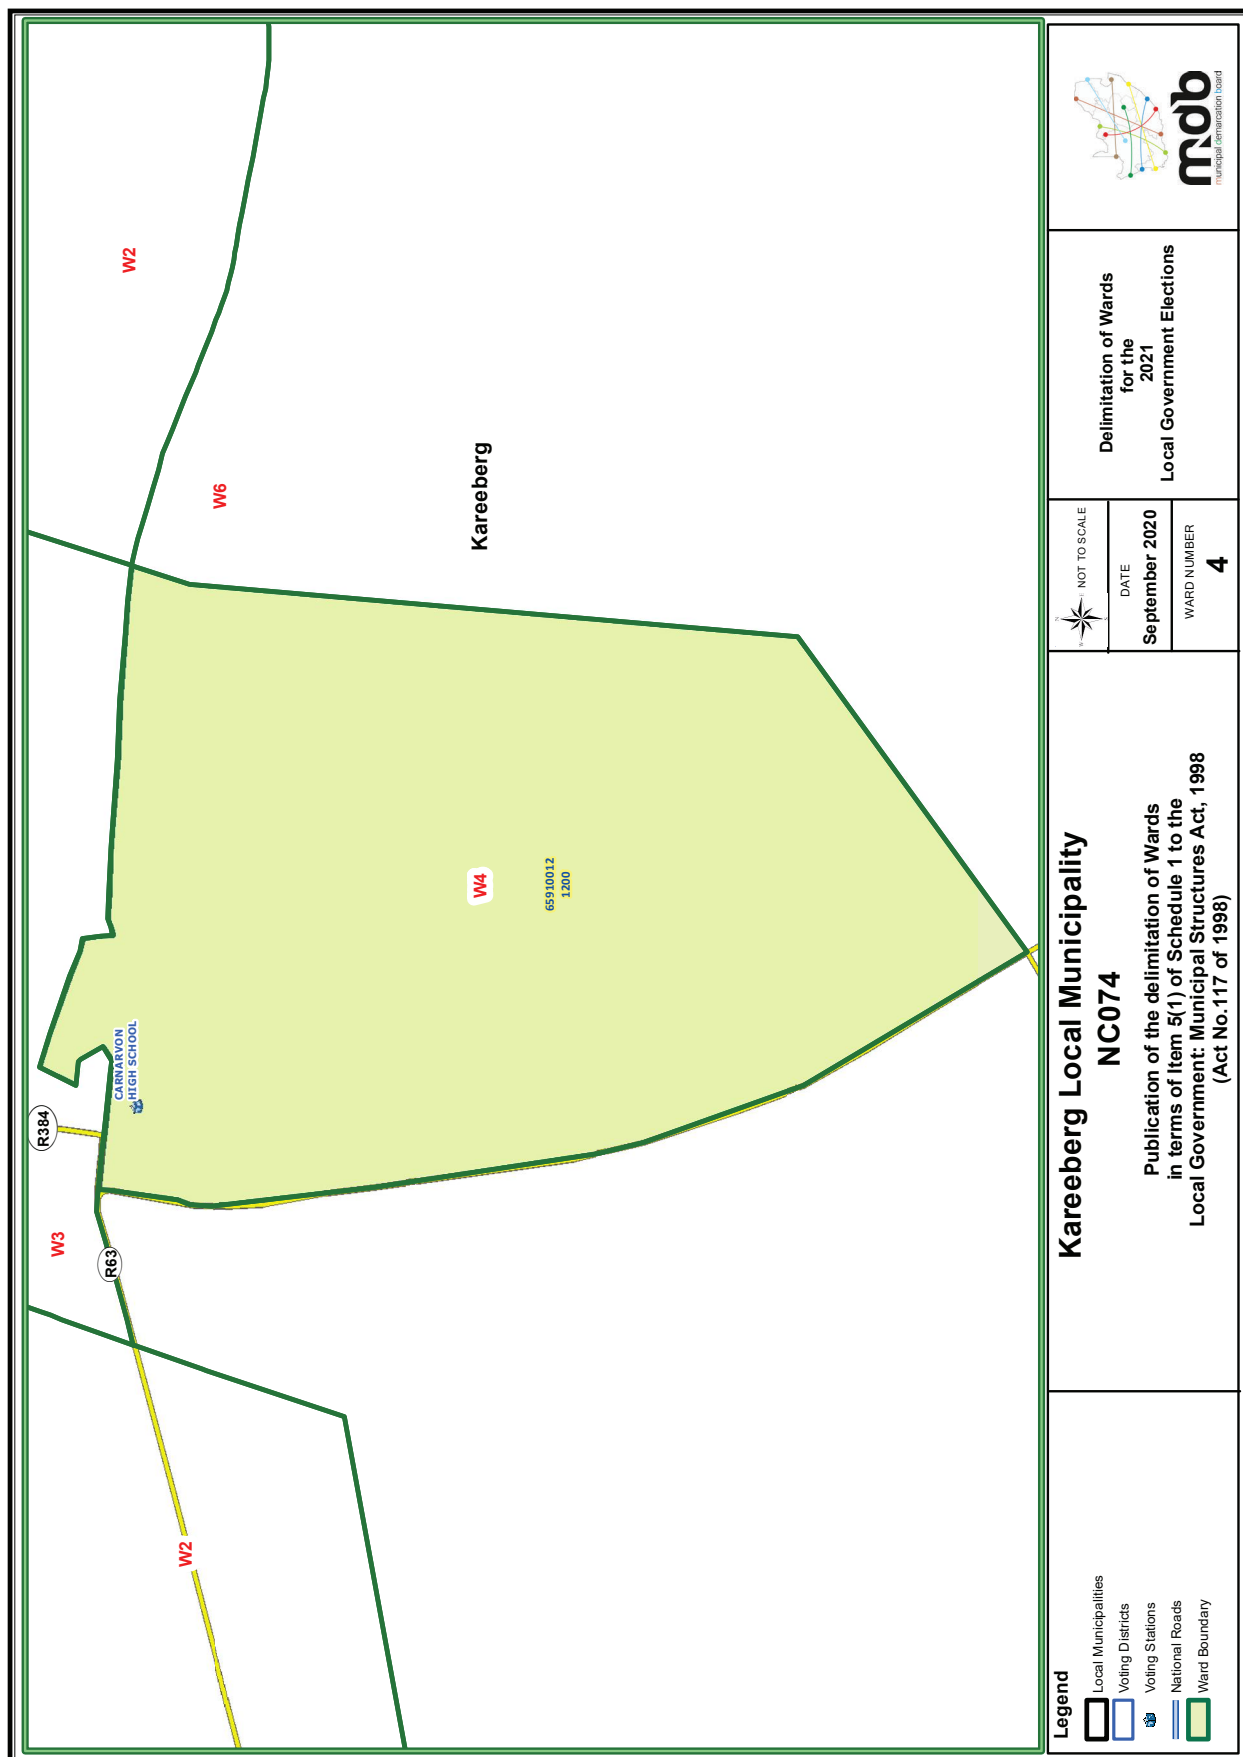 R384
W3
R63
W2
CARNARVON
HIGH SCHOOL
W4
65910012
1200
W6
W2
Kareeberg
Legend
Local Municipalities
Voting Districts
Voting Stations
National Roads
Ward Boundary
Kareeberg Local Municipality
NC074
Publication of the delimitation of Wards
in terms of Item 5(1) of Schedule 1 to the
Local Government: Municipal Structures Act, 1998
(Act No.117 of 1998)
N
W
E
S
NOT TO SCALE
DATE
September 2020
WARD NUMBER
4
Delimitation of Wards
for the
2021
Local Government Elections
mdb
municipal demarcation board